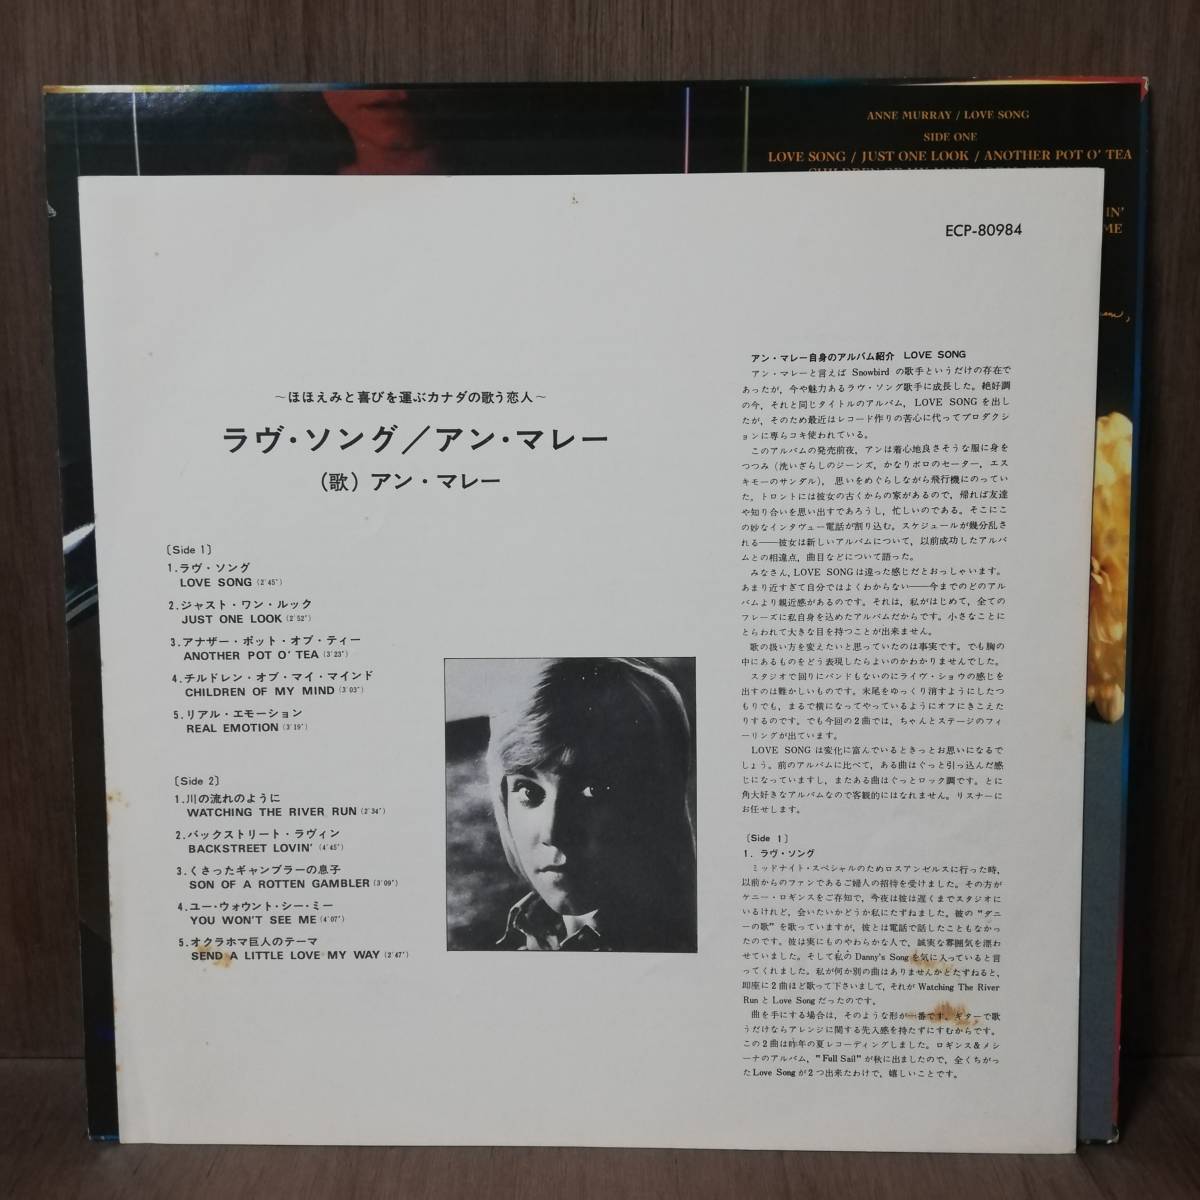 ANNE MURRAY / LOVE SONG
SIDE ONE
LOVE SONG / JUST ONE LOOK / ANOTHER POT O' TEA
IN'
ME
ECP-80984
～ほほえみと喜びを運ぶカナダの歌う恋人～
ラヴ・ソング／アン・マレー
(歌) アン・マレー
〔Side 1〕
1.ラヴ・ソング
LOVE SONG (2'45")
2.ジャスト・ワン・ルック
JUST ONE LOOK (2'52")
3.アナザー・ポット・オブ・ティー
ANOTHER POT O' TEA (3'23")
4.チルドレン・オブ・マイ・マインド
CHILDREN OF MY MIND (3'03")
5.リアル・エモーション
REAL EMOTION (3'19")
〔Side 2〕
1.川の流れのように
WATCHING THE RIVER RUN (2'34")
2.バックストリート・ラヴィン
BACKSTREET LOVIN' (4'45")
3.くさったギャンブラーの息子
SON OF A ROTTEN GAMBLER (3'09")
4.ユー・ウォウント・シー・ミー
YOU WON'T SEE ME (4'07")
5.オクラホマ巨人のテーマ
SEND A LITTLE LOVE MY WAY (2'47")
アン・マレー自身のアルバム紹介 LOVE SONG
アン・マレーと言えば Snowbird の歌手というだけの存在で
あったが，今や魅力あるラヴ・ソング歌手に成長した。絶好調
の今，それと同じタイトルのアルバム，LOVE SONGを出し
たが，そのため最近はレコード作りの苦心に代ってプロダクシ
ョンに専らコキ使われている。
このアルバムの発売前夜，アンは着心地良さそうな服に身を
つつみ（洗いざらしのジーンズ，かなりボロのセーター，エス
キモーのサンダル），思いをめぐらしながら飛行機にのってい
た。トロントには彼女の古くからの家があるので，帰れば友達
や知り合いを思い出すであろうし，忙しいのである。そこにこ
の妙なインタヴュー電話が割り込む。スケジュールが幾分乱さ
れる——彼女は新しいアルバムについて，以前成功したアルバ
ムとの相違点，曲目などについて語った。
みなさん，LOVE SONGは違った感じだとおっしゃいます。
あまり近すぎて自分ではよくわからない——今までのどのアル
バムより親近感があるのです。それは，私がはじめて，全ての
フレーズに私自身を込めたアルバムだからです。小さなことに
とらわれて大きな目を持つことが出来ません。
歌の扱い方を変えたいと思っていたのは事実です。でも胸の
中にあるものをどう表現したらよいのかわかりませんでした。
スタジオで回りにバンドもないのにライヴ・ショウの感じを
出すのは難かしいものです。末尾をゆっくり消すようにしたつ
もりでも，まるで横になってやっているようにオフにきこえた
りするのです。でも今回の2曲では，ちゃんとステージのフィ
ーリングが出ています。
LOVE SONGは変化に富んでいるときっとお思いになるで
しょう。前のアルバムに比べて，ある曲はぐっと引っ込んだ感
じになっていますし，またある曲はぐっとロック調です。とに
角大好きなアルバムなので客観的にはなれません。リスナーに
お任せします。
〔Side 1〕
1．ラヴ・ソング
ミッドナイト・スペシャルのためロスアンゼルスに行った時，
以前からのファンであるご婦人の招待を受けました。その方が
ケニー・ロギンスをご存知で，今夜は彼は遅くまでスタジオに
いるけれど，会いたいかどうか私にたずねました。彼の"ダニ
ーの歌"を歌っていますが，彼とは電話で話したこともなかっ
たのです。彼は実にものやわらかな人で，誠実な雰囲気を漂わ
せていました。そして私のDanny's Songを気に入っていると言
ってくれました。私が何か別の曲はありませんかとたずねると，
即座に2曲ほど歌って下さいまして，それがWatching The River
RunとLove Songだったのです。
曲を手にする場合は，そのような形が一番です。ギターで歌
うだけならアレンジに関する先入感を持たずにすむからです。
この2曲は昨年の夏レコーディングしました。ロギンス&メシ
ーナのアルバム，"Full Sail"が秋に出ましたので，全くちがっ
たLove Songが2つ出来たわけで，嬉しいことです。